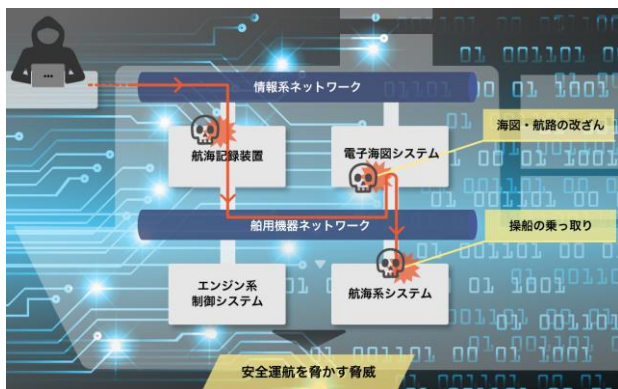 情報系ネットワーク
航海記録装置
電子海図システム
海図・航路の改ざん
舶用機器ネットワーク
操船の乗っ取り
エンジン系
制御システム
航海系システム
安全運航を脅かす脅威